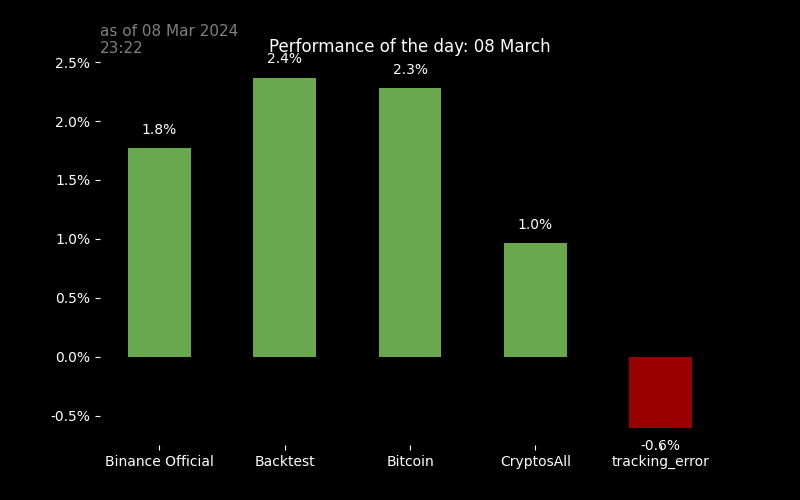 as of 08 Mar 2024
23:22
Performance of the day: 08 March
2.5%
2.0%
1.5%
1.0%
0.5%
0.0%
-0.5%
1.8%
2.4%
2.3%
1.0%
-0.6%
Binance Official
Backtest
Bitcoin
CryptosAll
tracking_error